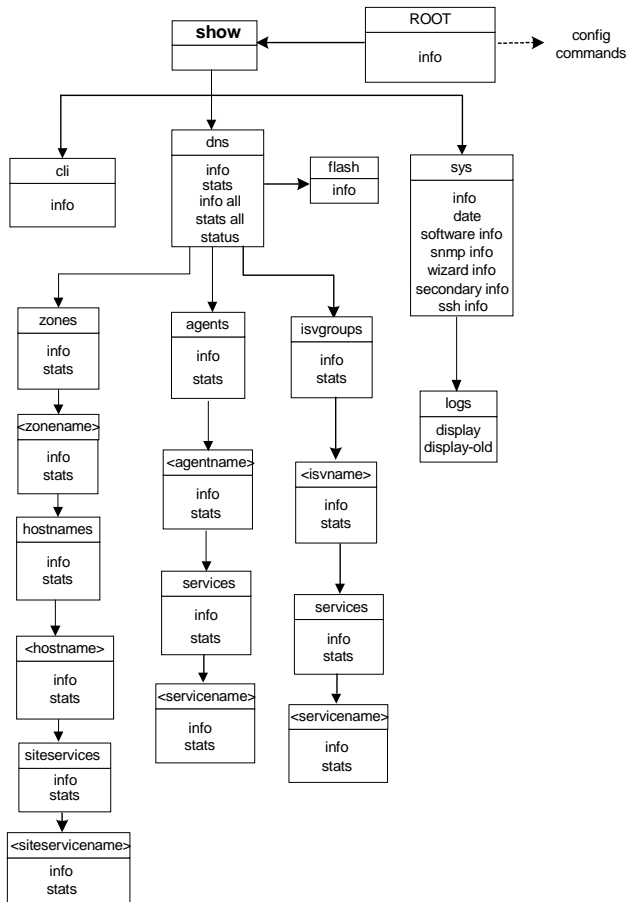 show
ROOT
info
config
commands
cli
info
dns
info
stats
info all
stats all
status
flash
info
sys
info
date
software info
snmp info
wizard info
secondary info
ssh info
logs
display
display-old
zones
info
stats
<zonename>
info
stats
hostnames
info
stats
<hostname>
info
stats
siteservices
info
stats
<siteservicename>
info
stats
agents
info
stats
<agentname>
info
stats
services
info
stats
<servicename>
info
stats
isvgroups
info
stats
<isvname>
info
stats
services
info
stats
<servicename>
info
stats